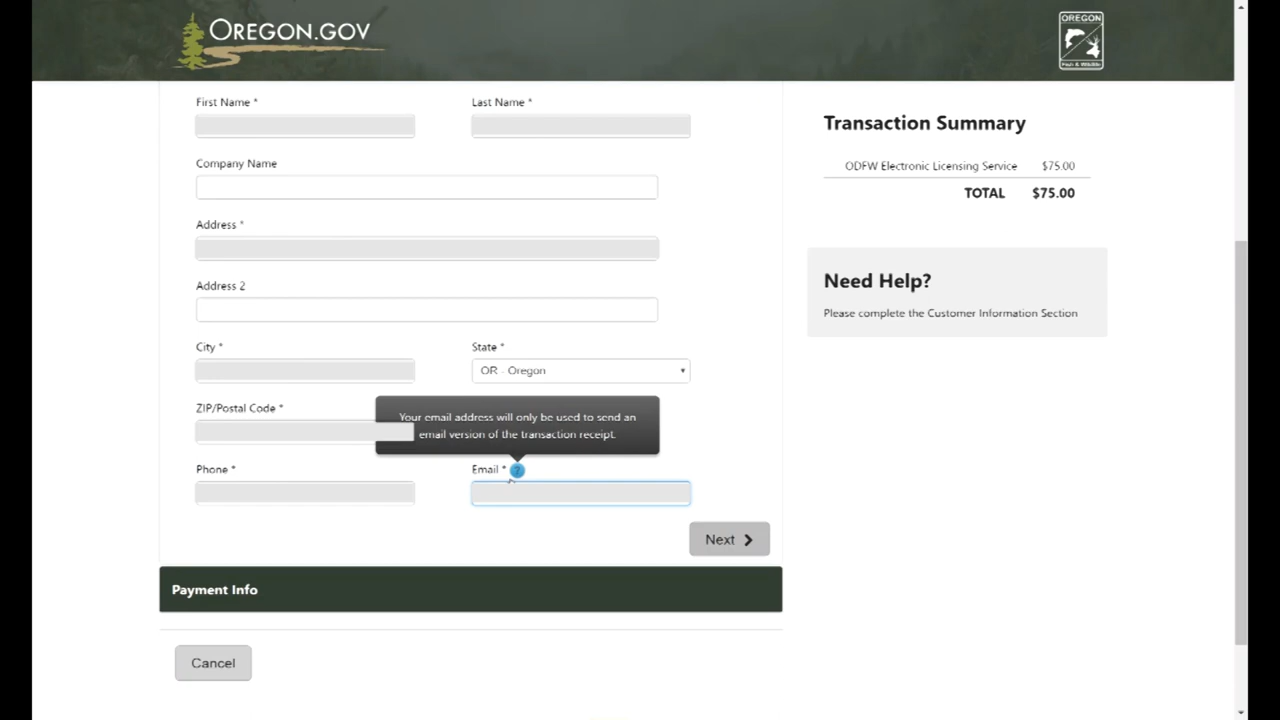 OREGON.GOV
OREGON
Fish & Wildlife
First Name *
Last Name *
Company Name
Address *
Address 2
City *
State *
OR - Oregon
ZIP/Postal Code *
Your email address will only be used to send an
email version of the transaction receipt.
Phone *
Email * ?
Next
Payment Info
Cancel
Transaction Summary
ODFW Electronic Licensing Service $75.00
TOTAL $75.00
Need Help?
Please complete the Customer Information Section